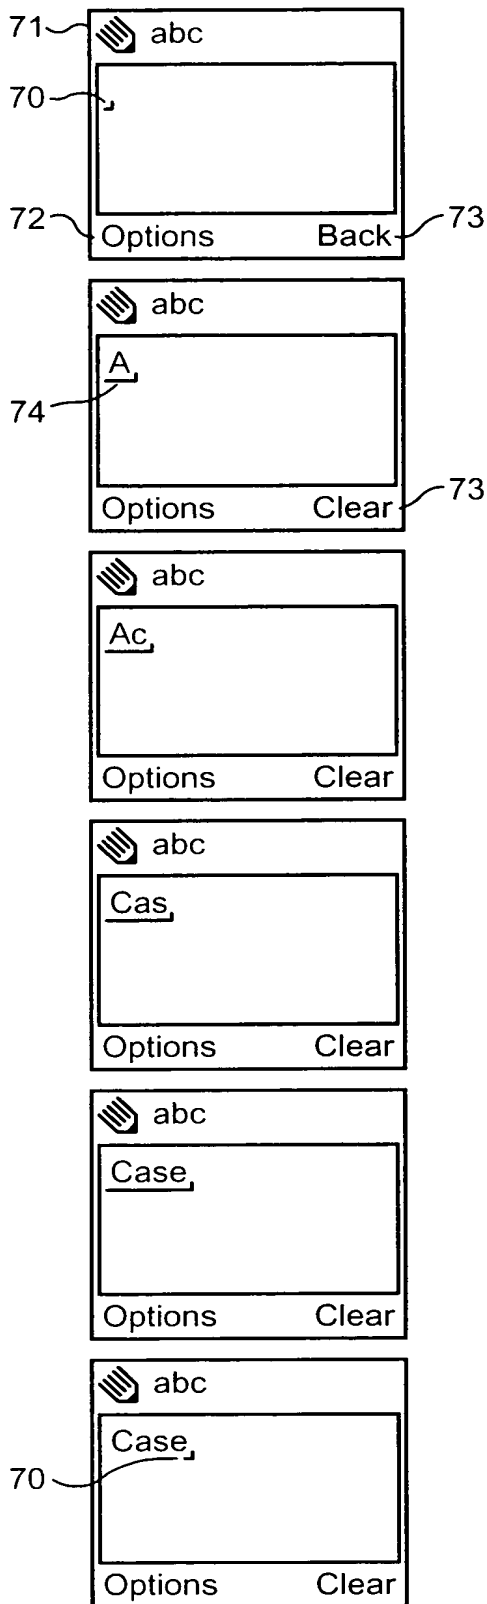 71 abc
70
72 Options Back 73
abc
A
74
Options Clear 73
abc
Ac
Options Clear
abc
Cas
Options Clear
abc
Case
Options Clear
abc
Case
70
Options Clear